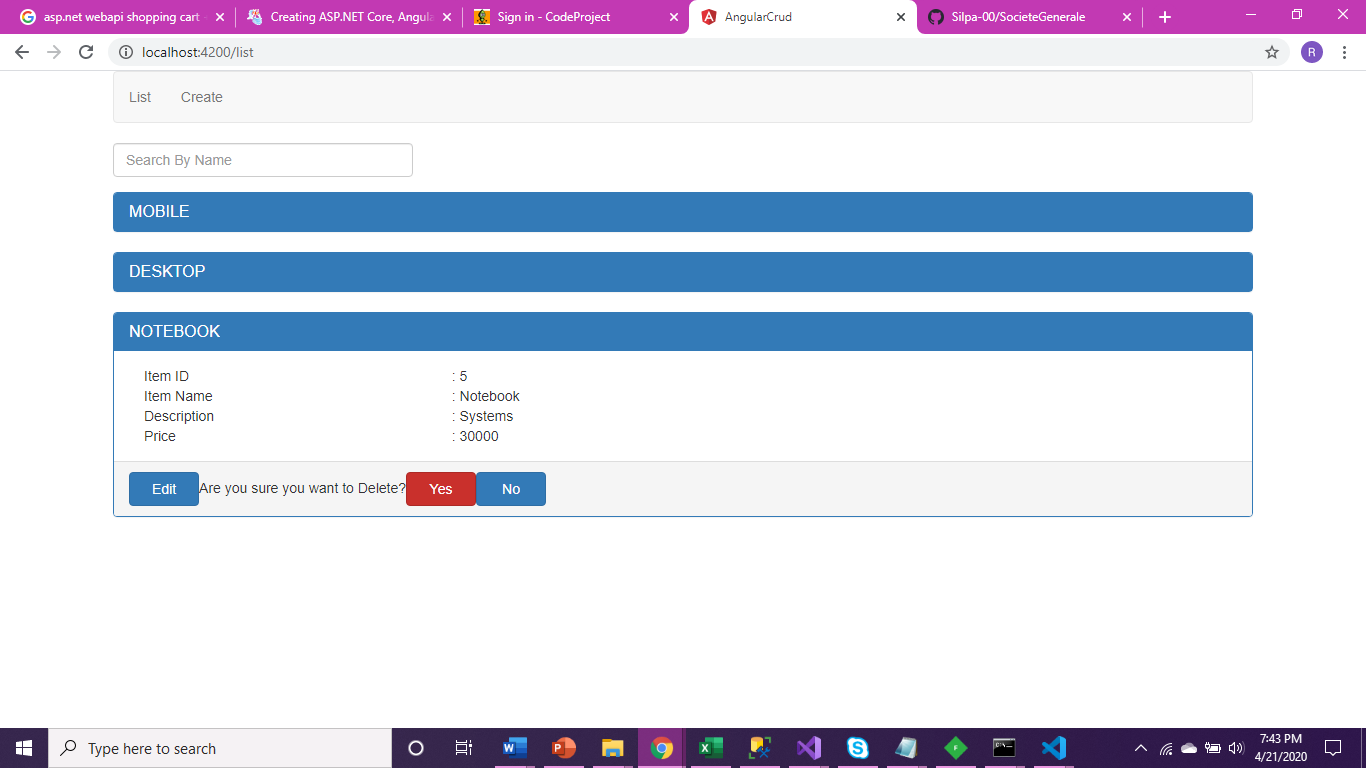 asp.net webapi shopping cart
Creating ASP.NET Core, Angula
Sign in - CodeProject
AngularCrud
Silpa-00/SocieteGenerale
localhost:4200/list
R
List Create
Search By Name
MOBILE
DESKTOP
NOTEBOOK
Item ID : 5
Item Name : Notebook
Description : Systems
Price : 30000
Edit Are you sure you want to Delete? Yes No
Type here to search
7:43 PM
4/21/2020